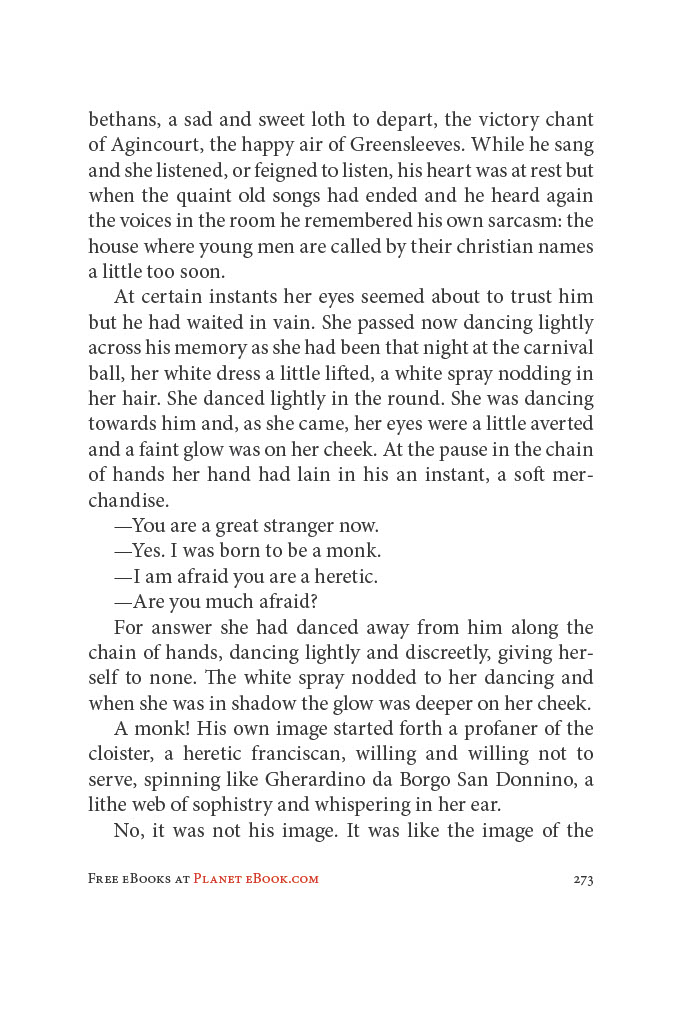 bethans, a sad and sweet loth to depart, the victory chant
of Agincourt, the happy air of Greensleeves. While he sang
and she listened, or feigned to listen, his heart was at rest but
when the quaint old songs had ended and he heard again
the voices in the room he remembered his own sarcasm: the
house where young men are called by their christian names
a little too soon.
At certain instants her eyes seemed about to trust him
but he had waited in vain. She passed now dancing lightly
across his memory as she had been that night at the carnival
ball, her white dress a little lifted, a white spray nodding in
her hair. She danced lightly in the round. She was dancing
towards him and, as she came, her eyes were a little averted
and a faint glow was on her cheek. At the pause in the chain
of hands her hand had lain in his an instant, a soft mer-
chandise.
—You are a great stranger now.
—Yes. I was born to be a monk.
—I am afraid you are a heretic.
—Are you much afraid?
For answer she had danced away from him along the
chain of hands, dancing lightly and discreetly, giving her-
self to none. The white spray nodded to her dancing and
when she was in shadow the glow was deeper on her cheek.
A monk! His own image started forth a profaner of the
cloister, a heretic franciscan, willing and willing not to
serve, spinning like Gherardino da Borgo San Donnino, a
lithe web of sophistry and whispering in her ear.
No, it was not his image. It was like the image of the
Free eBooks at Planet eBook.com 273